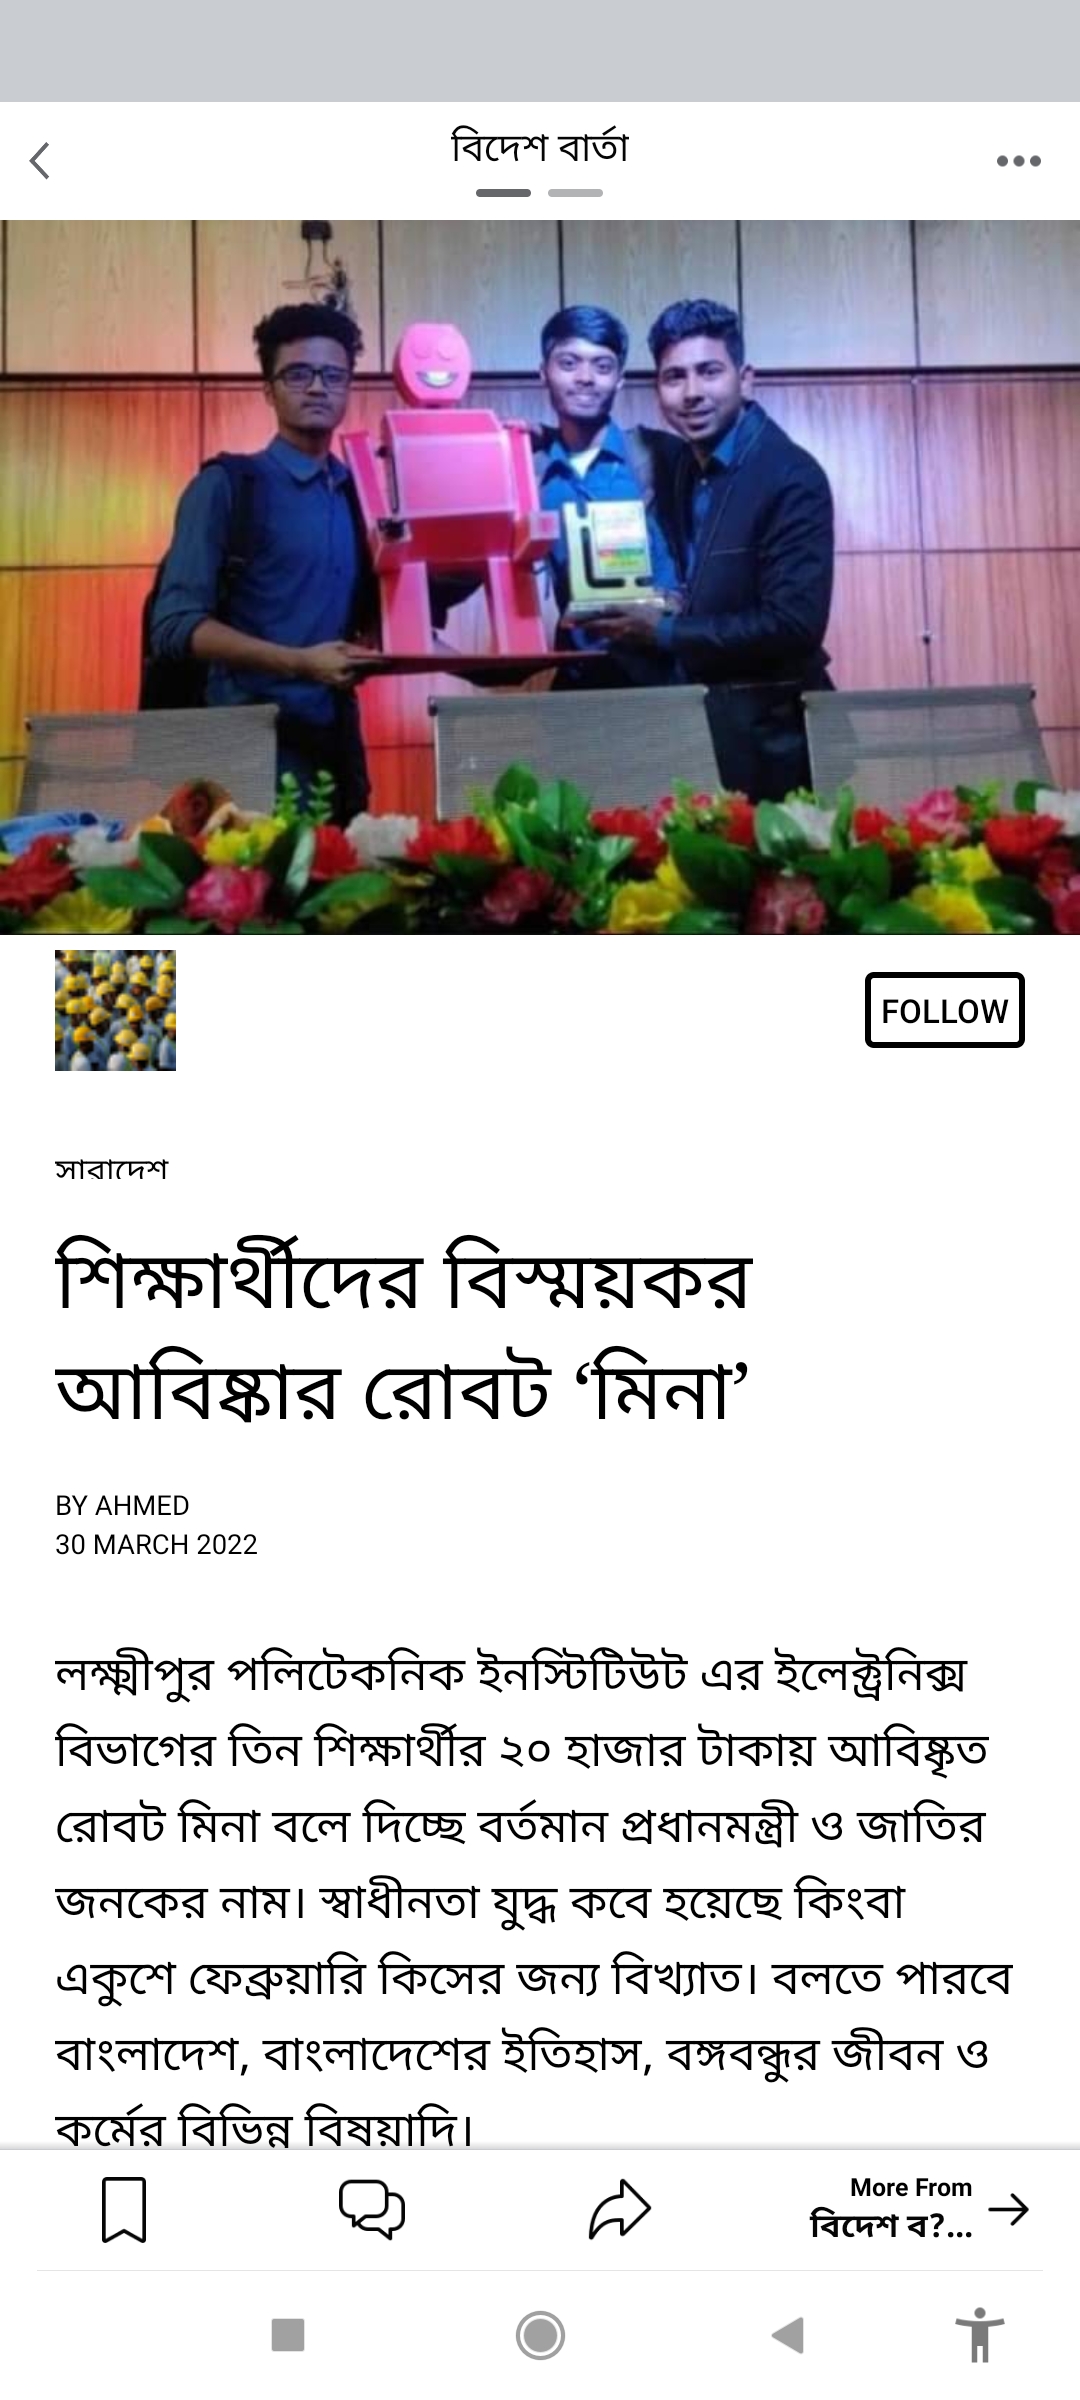 বিদেশ বার্তা
FOLLOW
সারাদেশ
শিক্ষার্থীদের বিস্ময়কর
আবিষ্কার রোবট ‘মিনা’
BY AHMED
30 MARCH 2022
লক্ষ্মীপুর পলিটেকনিক ইনস্টিটিউট এর ইলেক্ট্রনিক্স
বিভাগের তিন শিক্ষার্থীর ২০ হাজার টাকায় আবিষ্কৃত
রোবট মিনা বলে দিচ্ছে বর্তমান প্রধানমন্ত্রী ও জাতির
জনকের নাম। স্বাধীনতা যুদ্ধ কবে হয়েছে কিংবা
একুশে ফেব্রুয়ারি কিসের জন্য বিখ্যাত। বলতে পারবে
বাংলাদেশ, বাংলাদেশের ইতিহাস, বঙ্গবন্ধুর জীবন ও
কর্মের বিভিন্ন বিষয়াদি।
More From
বিদেশ ব?...